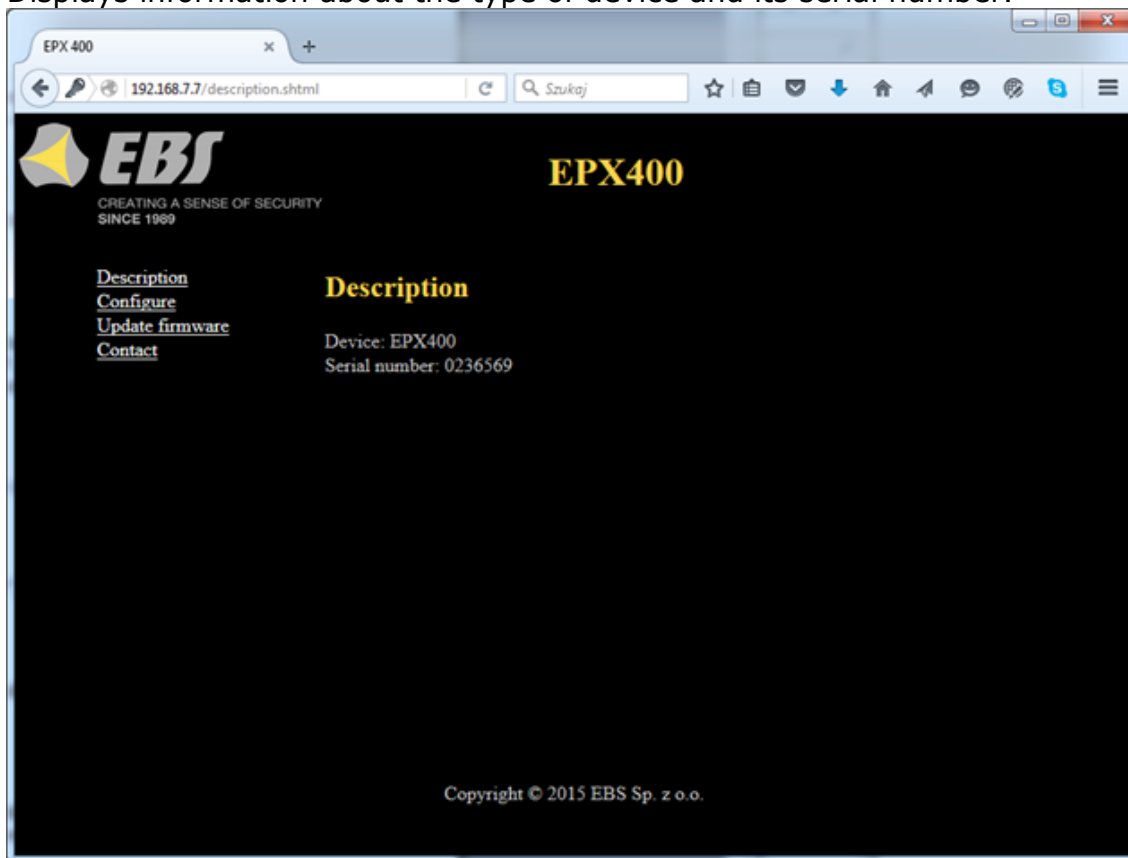 Displays information about the type of device and its serial number.
EPX 400
192.168.7.7/description.shtml
Szukaj
EBS
CREATING A SENSE OF SECURITY
SINCE 1989
EPX400
Description
Configure
Update firmware
Contact
Description
Device: EPX400
Serial number: 0236569
Copyright © 2015 EBS Sp. z o.o.